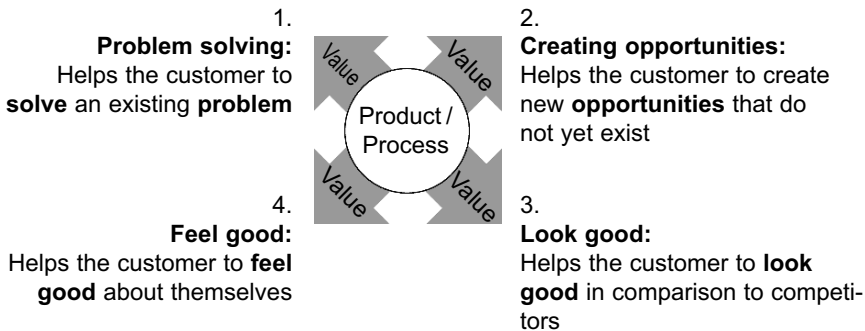 1.
Problem solving:
Helps the customer to
solve an existing problem
2.
Creating opportunities:
Helps the customer to create
new opportunities that do
not yet exist
Value
Value
Product /
Process
Value
Value
4.
Feel good:
Helps the customer to feel
good about themselves
3.
Look good:
Helps the customer to look
good in comparison to competi-
tors